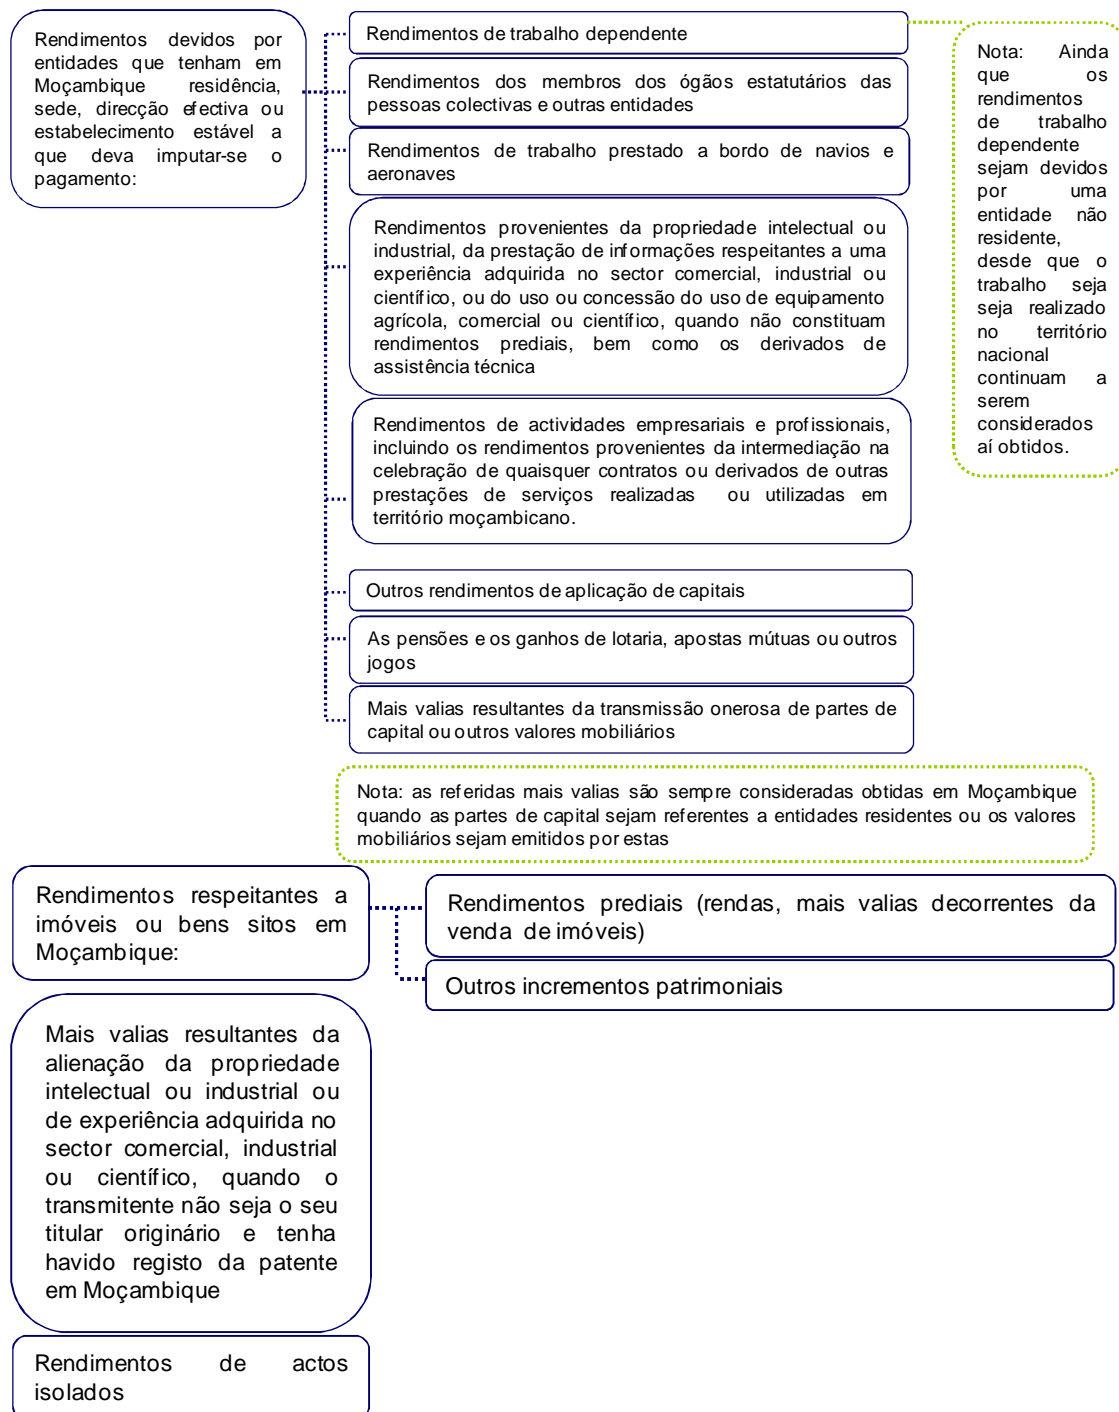 Rendimentos devidos por
entidades que tenham em
Moçambique residência,
sede, direcção efectiva ou
estabelecimento estável a
que deva imputar-se o
pagamento:
Rendimentos de trabalho dependente
Rendimentos dos membros dos ógãos estatutários das
pessoas colectivas e outras entidades
Rendimentos de trabalho prestado a bordo de navios e
aeronaves
Rendimentos provenientes da propriedade intelectual ou
industrial, da prestação de informações respeitantes a uma
experiência adquirida no sector comercial, industrial ou
científico, ou do uso ou concessão do uso de equipamento
agrícola, comercial ou científico, quando não constituam
rendimentos prediais, bem como os derivados de
assistência técnica
Rendimentos de actividades empresariais e profissionais,
incluindo os rendimentos provenientes da intermediação na
celebração de quaisquer contratos ou derivados de outras
prestações de serviços realizadas ou utilizadas em
território moçambicano.
Outros rendimentos de aplicação de capitais
As pensões e os ganhos de lotaria, apostas mútuas ou outros
jogos
Mais valias resultantes da transmissão onerosa de partes de
capital ou outros valores mobiliários
Nota: Ainda
que os
rendimentos
de trabalho
dependente
sejam devidos
por uma
entidade não
residente,
desde que o
trabalho seja
seja realizado
no território
nacional
continuam a
serem
considerados
aí obtidos.
Nota: as referidas mais valias são sempre consideradas obtidas em Moçambique
quando as partes de capital sejam referentes a entidades residentes ou os valores
mobiliários sejam emitidos por estas
Rendimentos respeitantes a
imóveis ou bens sitos em
Moçambique:
Rendimentos prediais (rendas, mais valias decorrentes da
venda de imóveis)
Outros incrementos patrimoniais
Mais valias resultantes da
alienação da propriedade
intelectual ou industrial ou
de experiência adquirida no
sector comercial, industrial
ou científico, quando o
transmitente não seja o seu
titular originário e tenha
havido registo da patente
em Moçambique
Rendimentos de actos
isolados